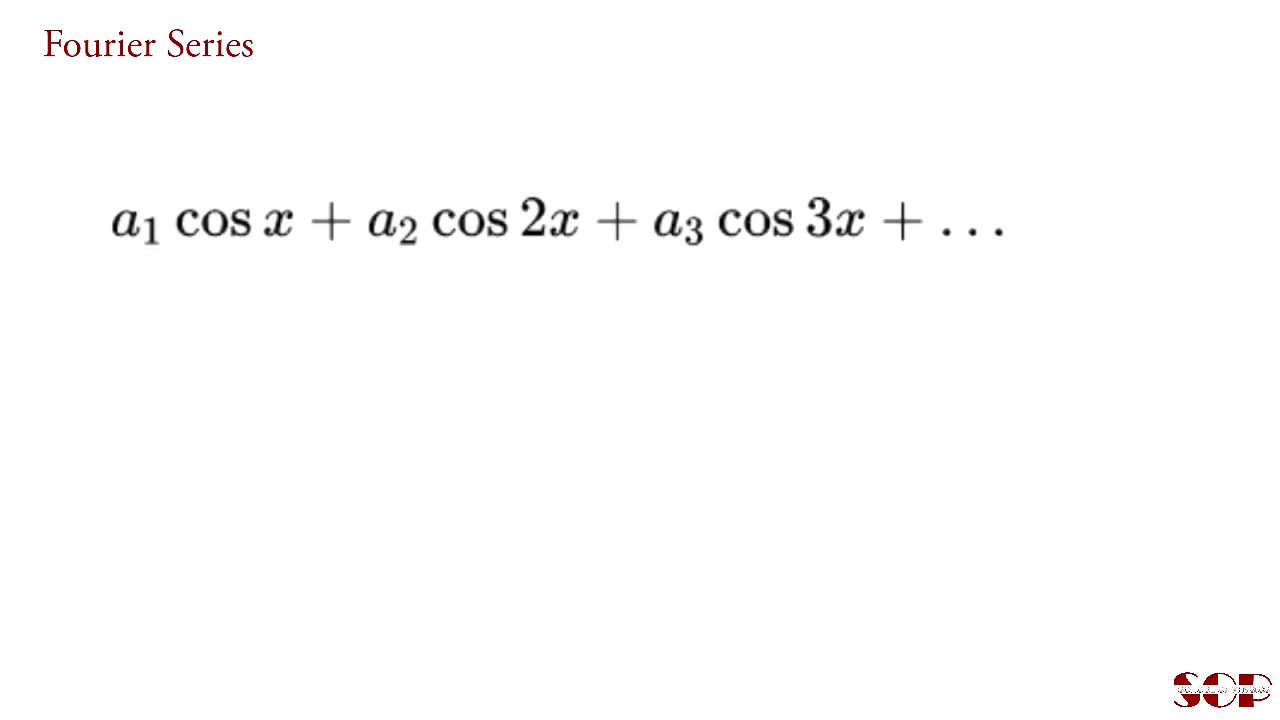 Fourier Series
a₁ cos x + a₂ cos 2x + a₃ cos 3x + . . .
SOP